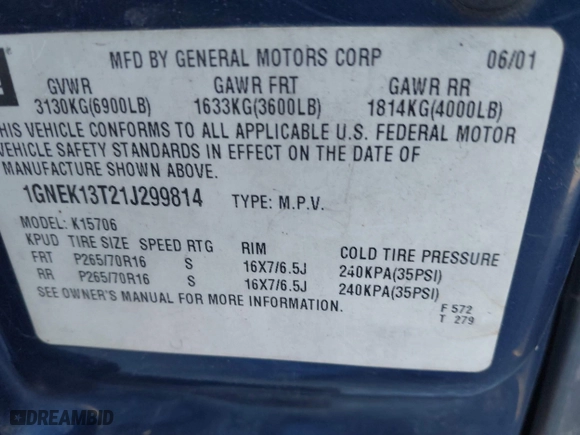 MFD BY GENERAL MOTORS CORP 06/01
GVWR GAWR FRT GAWR RR
3130KG(6900LB) 1633KG(3600LB) 1814KG(4000LB)
THIS VEHICLE CONFORMS TO ALL APPLICABLE U.S. FEDERAL MOTOR
VEHICLE SAFETY STANDARDS IN EFFECT ON THE DATE OF
MANUFACTURE SHOWN ABOVE.
1GNEK13T21J299814 TYPE: M.P.V.
MODEL: K15706
KPUD TIRE SIZE SPEED RTG RIM COLD TIRE PRESSURE
FRT P265/70R16 S 16X7/6.5J 240KPA(35PSI)
RR P265/70R16 S 16X7/6.5J 240KPA(35PSI)
SEE OWNER'S MANUAL FOR MORE INFORMATION.
F 572
T 279
DREAMBID